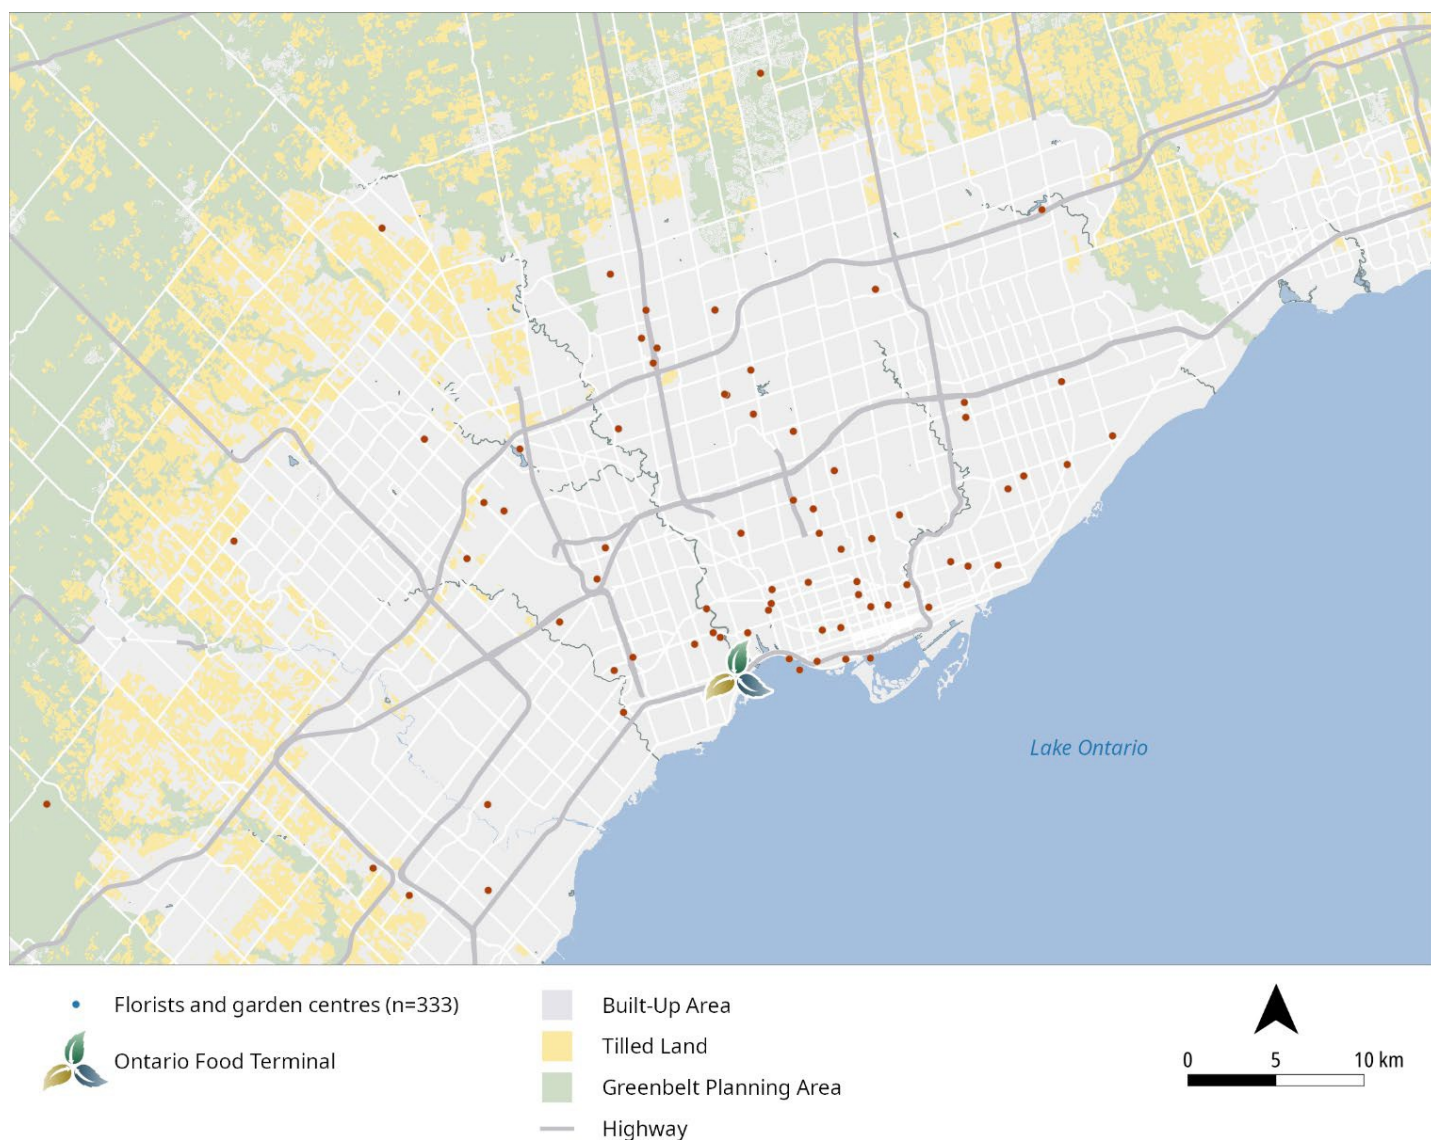 Lake Ontario
Florists and garden centres (n=333)
Ontario Food Terminal
Built-Up Area
Tilled Land
Greenbelt Planning Area
Highway
0 5 10 km